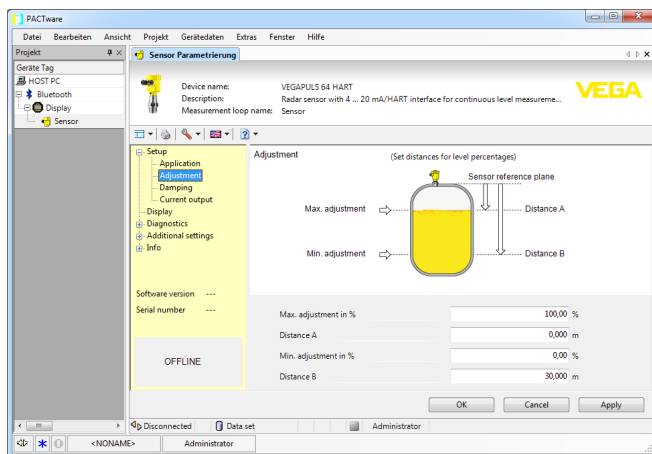 PACTware
Datei Bearbeiten Ansicht Projekt Gerätedaten Extras Fenster Hilfe
Projekt
Sensor Parametrierung
Geräte Tag
HOST PC
Bluetooth
Display
Sensor
Device name: VEGAPULS 64 HART
Description: Radar sensor with 4 ... 20 mA/HART interface for continuous level measureme...
Measurement loop name: Sensor
VEGA
Setup
Application
Adjustment
Damping
Current output
Display
Diagnostics
Additional settings
Info
Software version ---
Serial number ---
OFFLINE
Adjustment
(Set distances for level percentages)
Sensor reference plane
Max. adjustment
Distance A
Min. adjustment
Distance B
Max. adjustment in % 100,00 %
Distance A 0,000 m
Min. adjustment in % 0,00 %
Distance B 30,000 m
OK Cancel Apply
Disconnected Data set Administrator
<NONAME> Administrator